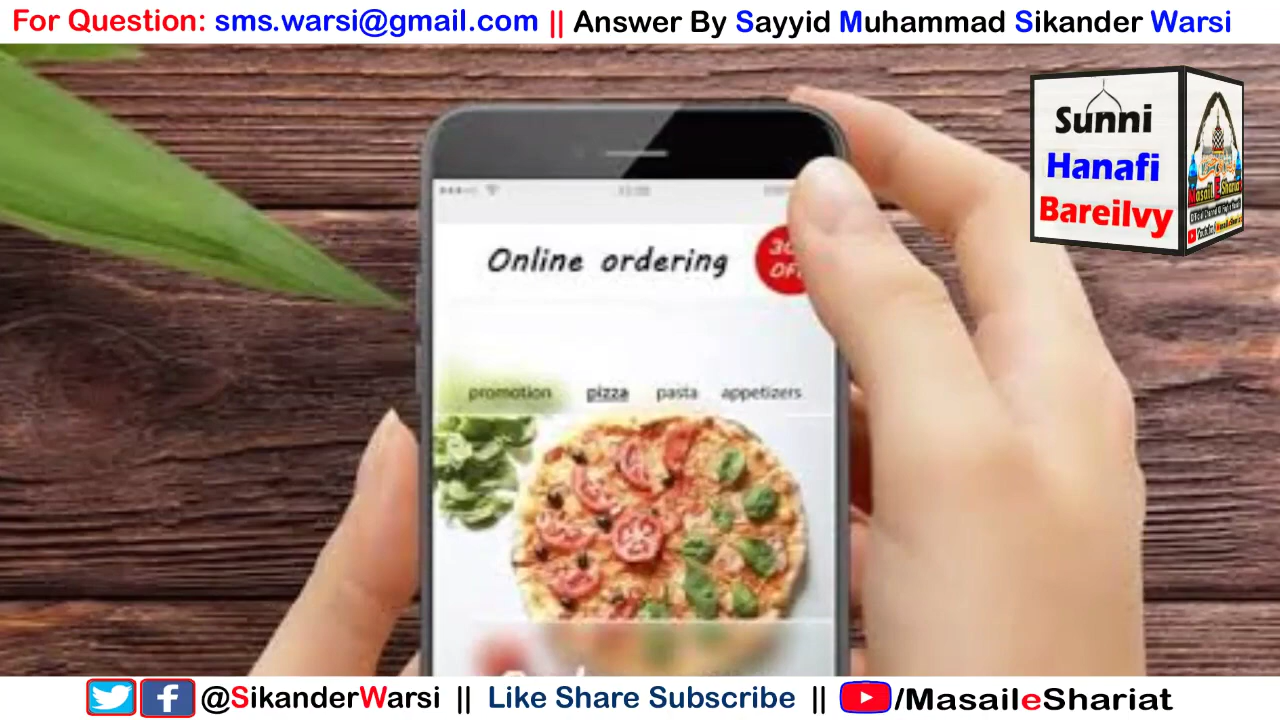 For Question: sms.warsi@gmail.com || Answer By Sayyid Muhammad Sikander Warsi
Sunni
Hanafi
Bareilvy
Online ordering
OFF
promotion pizza pasta appetizers
@SikanderWarsi || Like Share Subscribe || /MasaileShariat